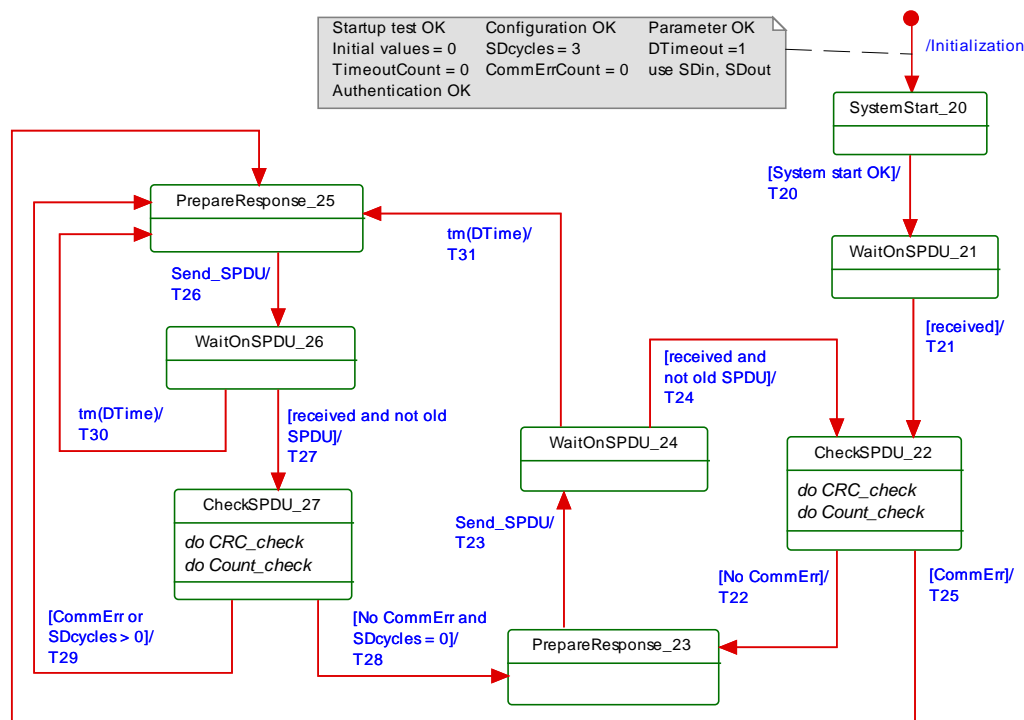 Startup test OK Configuration OK Parameter OK
Initial values = 0 SDcycles = 3 DTimeout =1
TimeoutCount = 0 CommErrCount = 0 use SDin, SDout
Authentication OK
/Initialization
SystemStart_20
[System start OK]/
T20
WaitOnSPDU_21
[received]/
T21
PrepareResponse_25
tm(DTime)/
T31
Send_SPDU/
T26
WaitOnSPDU_26
[received and
not old SPDU]/
T24
tm(DTime)/
T30
[received and not old
SPDU]/
T27
WaitOnSPDU_24
CheckSPDU_22
do CRC_check
do Count_check
CheckSPDU_27
do CRC_check
do Count_check
Send_SPDU/
T23
[No CommErr]/
T22
[CommErr]/
T25
[CommErr or
SDcycles > 0]/
T29
[No CommErr and
SDcycles = 0]/
T28
PrepareResponse_23